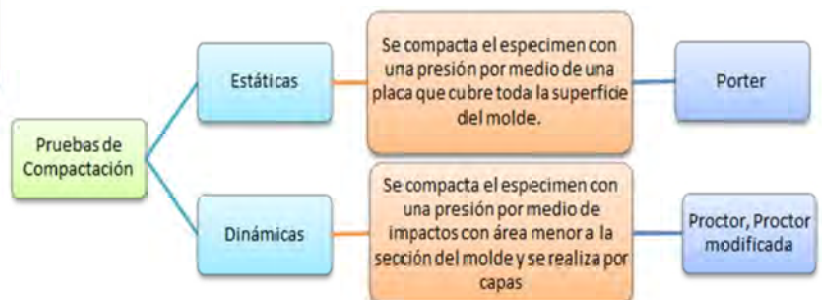 Pruebas de
Compactación
Estáticas
Se compacta el especimen con
una presión por medio de una
placa que cubre toda la superficie
del molde.
Porter
Dinámicas
Se compacta el especimen con
una presión por medio de
impactos con área menor a la
sección del molde y se realiza por
capas
Proctor, Proctor
modificada